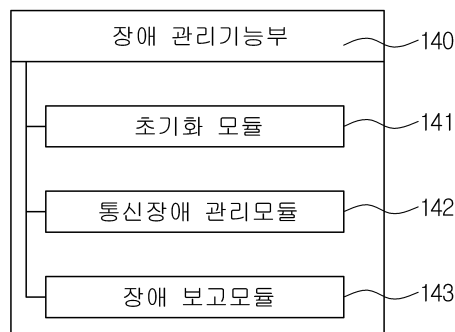 장애 관리기능부 140
초기화 모듈 141
통신장애 관리모듈 142
장애 보고모듈 143